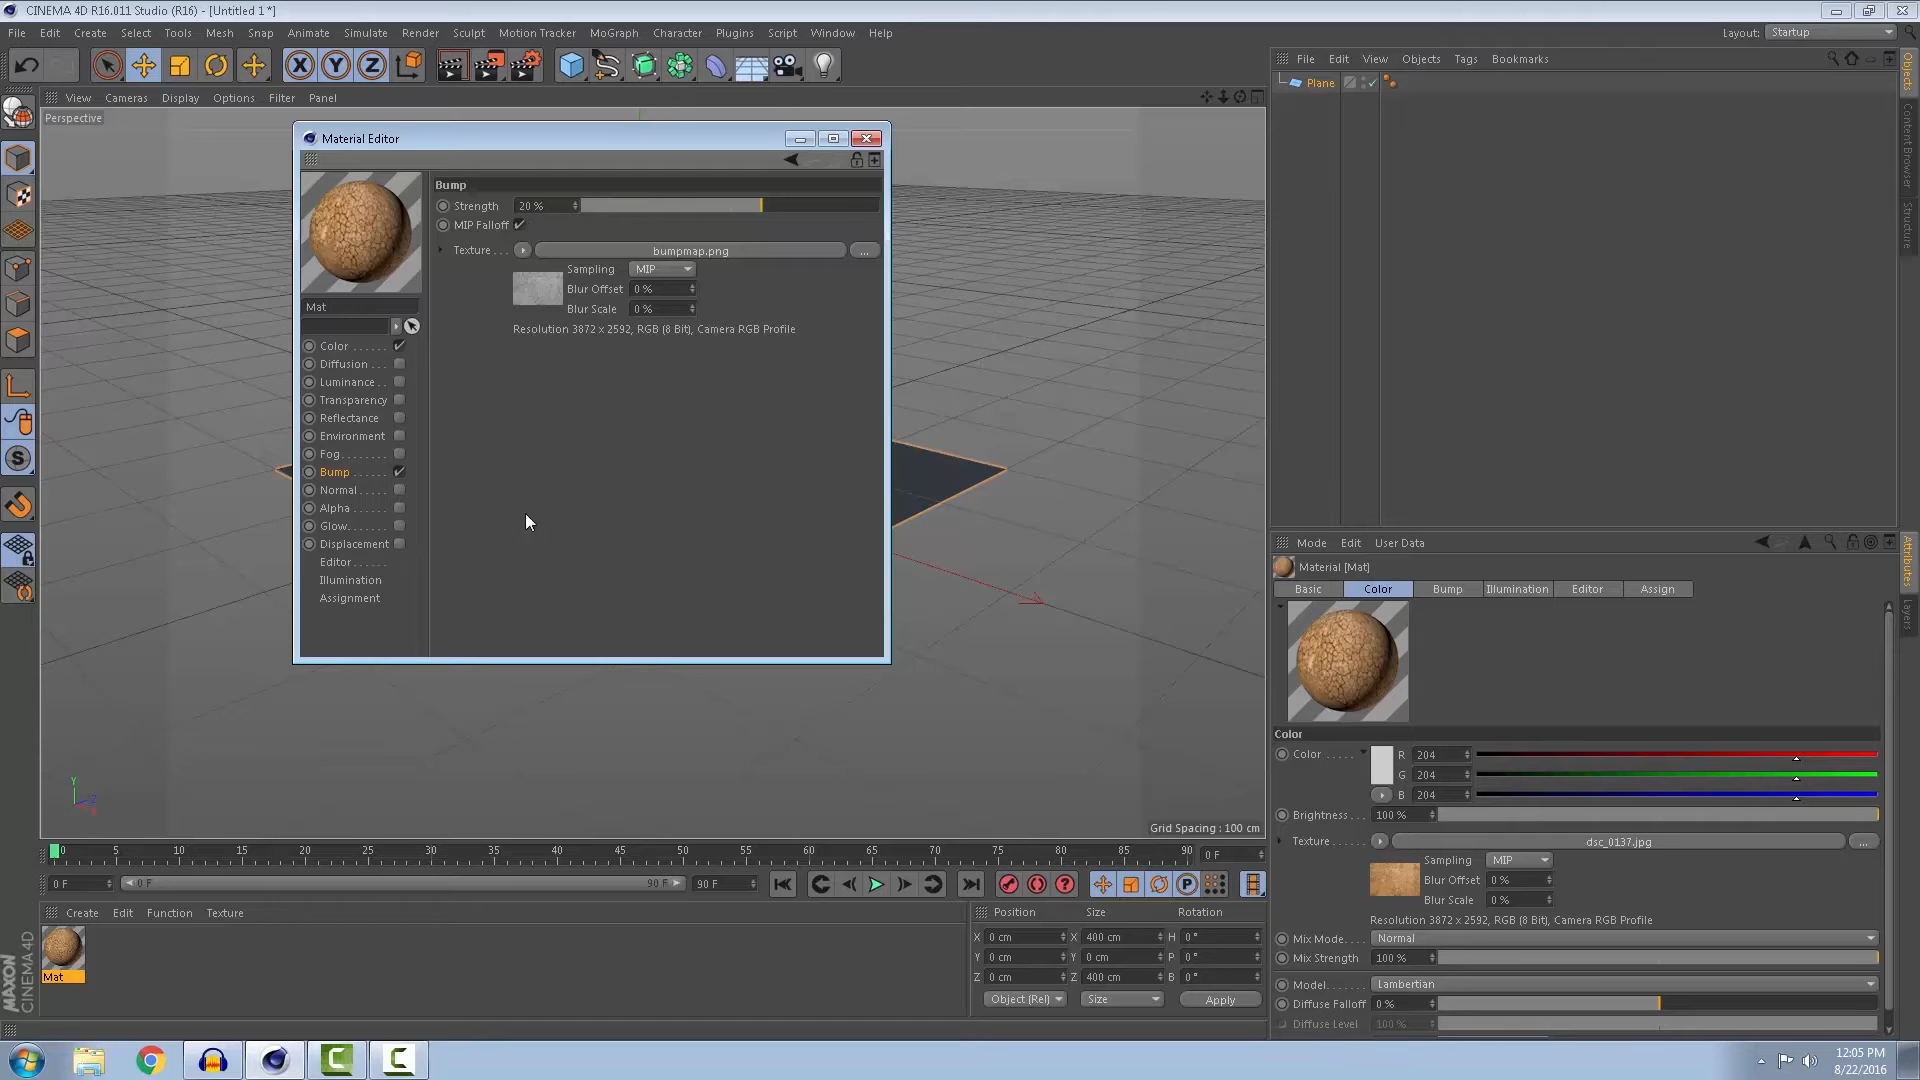 CINEMA 4D R16.011 Studio (R16) - [Untitled 1 *]
File Edit Create Select Tools Mesh Snap Animate Simulate Render Sculpt Motion Tracker MoGraph Character Plugins Script Window Help
Layout: Startup
View Cameras Display Options Filter Panel
Perspective
File Edit View Objects Tags Bookmarks
Plane
Objects
Content Browser
Structure
Material Editor
Bump
Strength 20 %
MIP Falloff
Texture . . . bumpmap.png ...
Sampling MIP
Blur Offset 0 %
Blur Scale 0 %
Resolution 3872 x 2592, RGB (8 Bit), Camera RGB Profile
Mat
Color . . . . . .
Diffusion . . .
Luminance . .
Transparency
Reflectance
Environment
Fog. . . . . . . .
Bump . . . . . .
Normal . . . . .
Alpha . . . . . .
Glow. . . . . . .
Displacement
Editor . . . . . .
Illumination
Assignment
Y Z X
Grid Spacing : 100 cm
Mode Edit User Data
Attributes
Layers
Material [Mat]
Basic Color Bump Illumination Editor Assign
Color
Color . . . . . R 204
G 204
B 204
Brightness . . . 100 %
Texture . . . . . dsc_0137.jpg ...
Sampling MIP
Blur Offset 0 %
Blur Scale 0 %
Resolution 3872 x 2592, RGB (8 Bit), Camera RGB Profile
Mix Mode. . . . Normal
Mix Strength 100 %
Model. . . . . . . Lambertian
Diffuse Falloff 0 %
Diffuse Level 100 %
0 5 10 15 20 25 30 35 40 45 50 55 60 65 70 75 80 85 90 0 F
0 F 0 F 90 F 90 F
Create Edit Function Texture
Mat
MAXON
CINEMA 4D
Position Size Rotation
X 0 cm X 400 cm H 0 °
Y 0 cm Y 0 cm P 0 °
Z 0 cm Z 400 cm B 0 °
Object (Rel) Size Apply
12:05 PM
8/22/2016